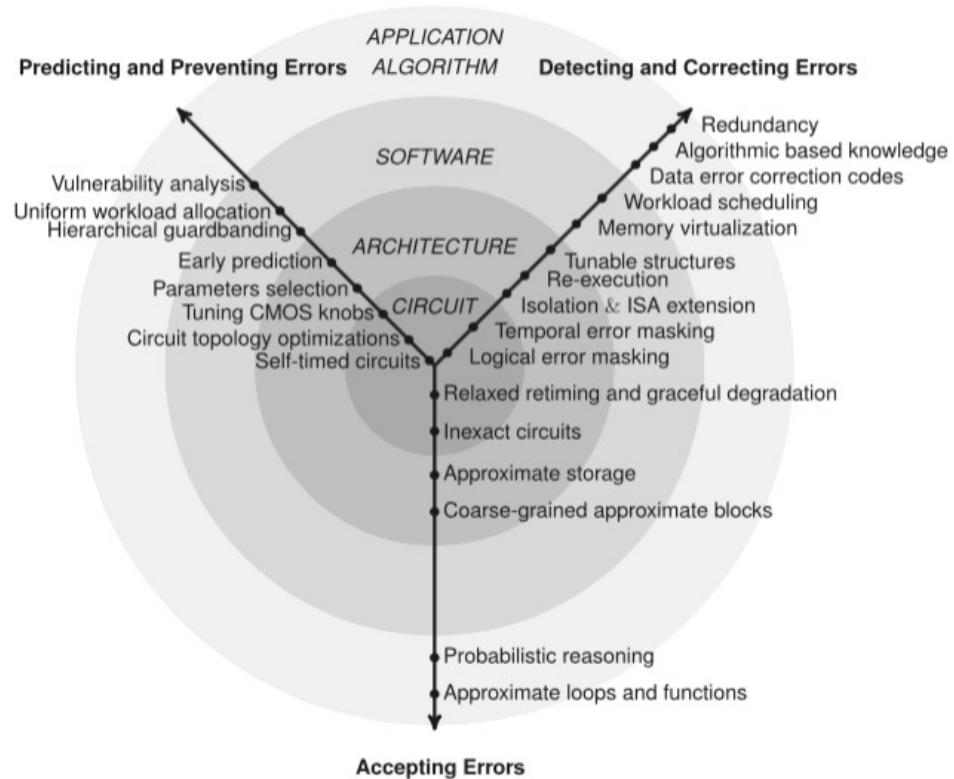 APPLICATION
Predicting and Preventing Errors
ALGORITHM
Detecting and Correcting Errors
SOFTWARE
ARCHITECTURE
CIRCUIT
Vulnerability analysis
Uniform workload allocation
Hierarchical guardbanding
Early prediction
Parameters selection
Tuning CMOS knobs
Circuit topology optimizations
Self-timed circuits
Redundancy
Algorithmic based knowledge
Data error correction codes
Workload scheduling
Memory virtualization
Tunable structures
Re-execution
Isolation & ISA extension
Temporal error masking
Logical error masking
Relaxed retiming and graceful degradation
Inexact circuits
Approximate storage
Coarse-grained approximate blocks
Probabilistic reasoning
Approximate loops and functions
Accepting Errors